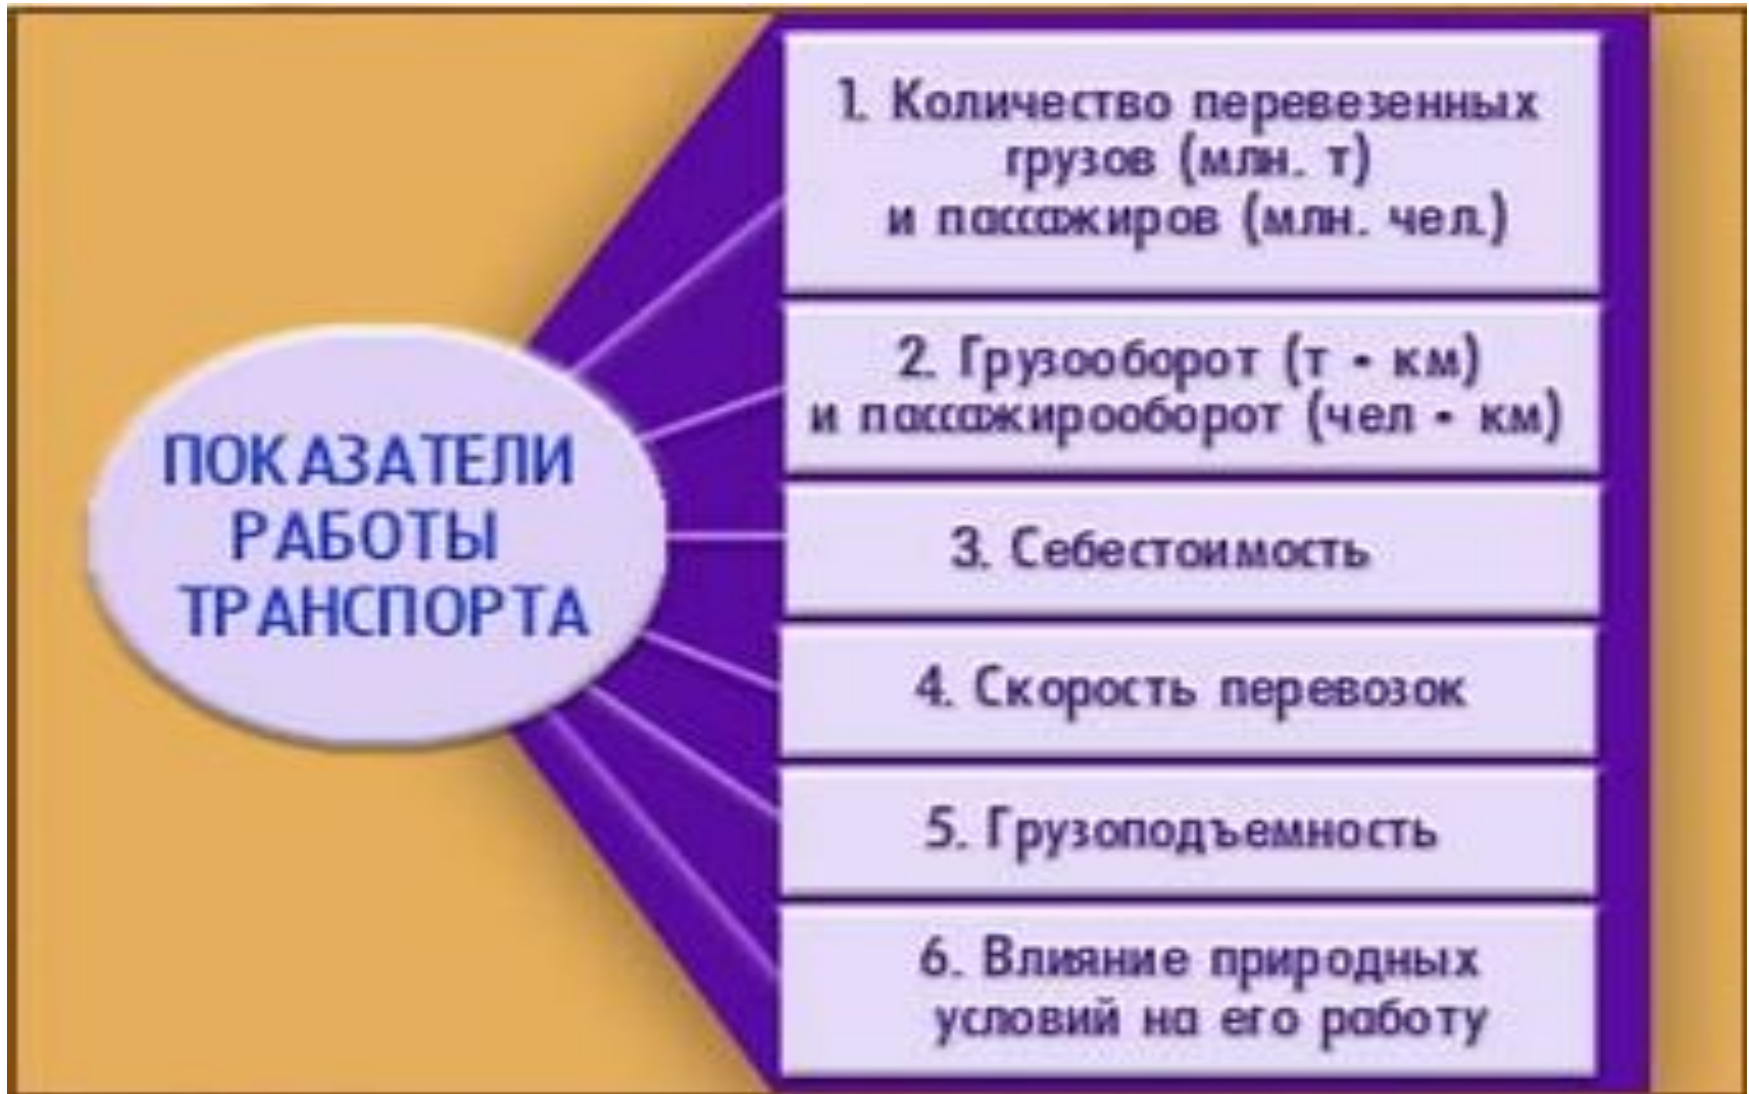 ПОКАЗАТЕЛИ
РАБОТЫ
ТРАНСПОРТА
1. Количество перевезенных
грузов (млн. т)
и пассажиров (млн. чел.)
2. Грузооборот (т - км)
и пассажирооборот (чел - км)
3. Себестоимость
4. Скорость перевозок
5. Грузоподъемность
6. Влияние природных
условий на его работу